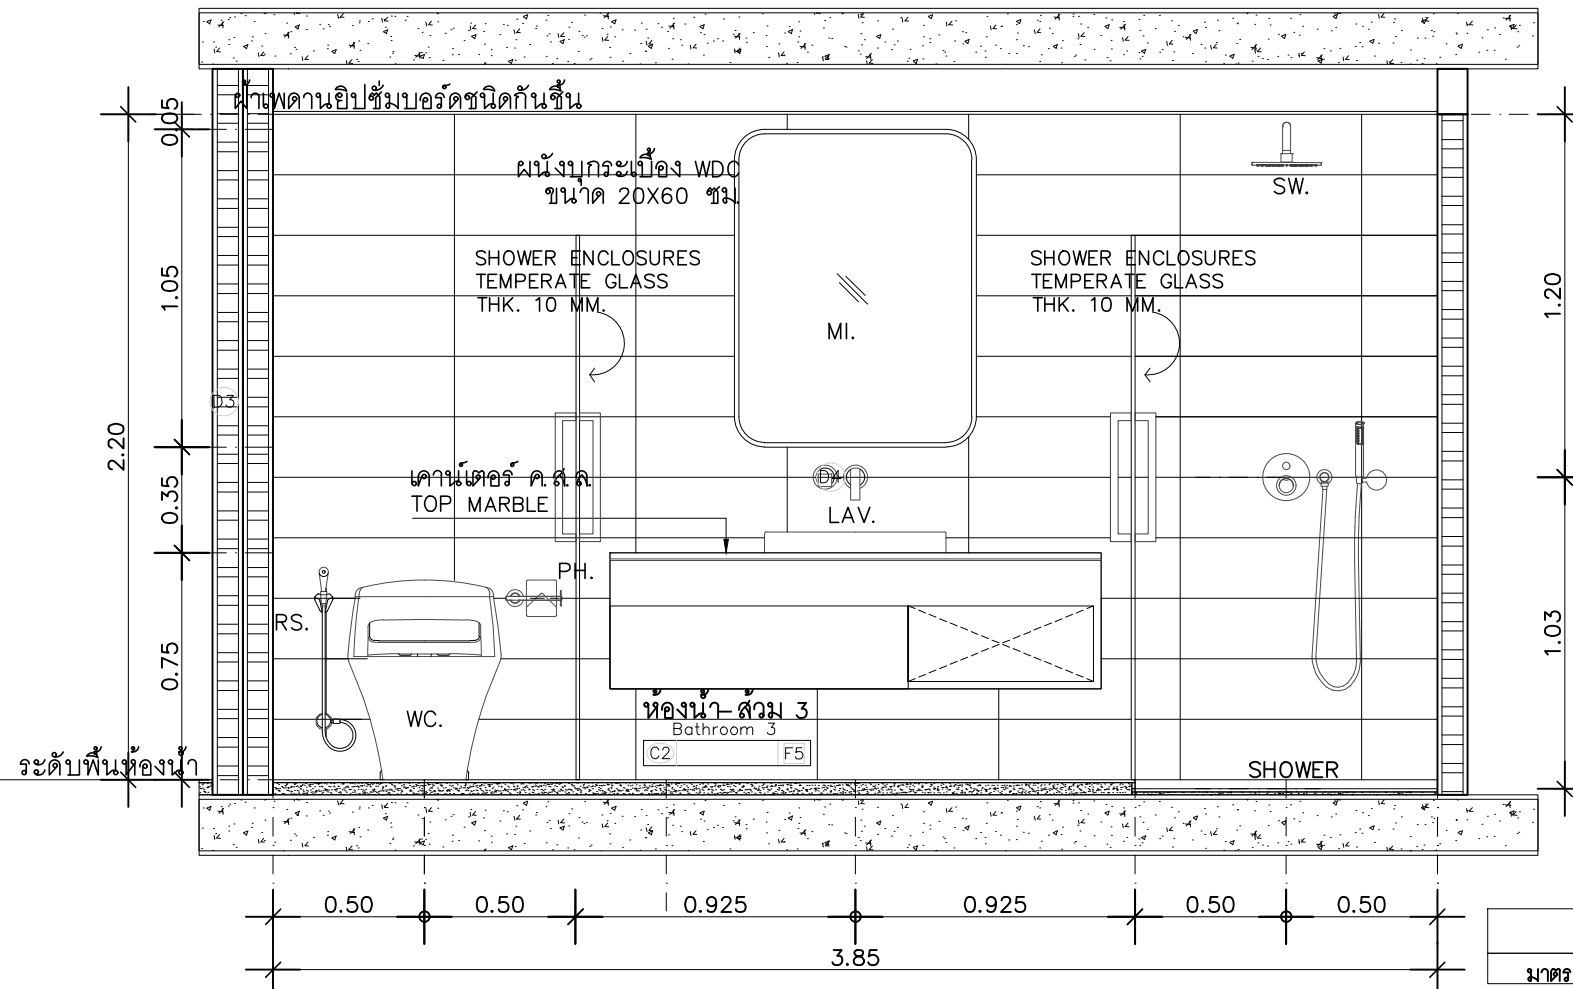 ฝ้าเพดานยิปซั่มบอร์ดชนิดกันชื้น
0.05
ผนังบุกระเบื้อง WDC
ขนาด 20X60 ซม.
SW.
SHOWER ENCLOSURES
TEMPERATE GLASS
THK. 10 MM.
SHOWER ENCLOSURES
TEMPERATE GLASS
THK. 10 MM.
1.05
1.20
MI.
D3
2.20
เคาน์เตอร์ ค.ส.ล.
TOP MARBLE
D4
LAV.
0.35
PH.
RS.
0.75
1.03
WC.
ห้องน้ำ-ส้วม 3
Bathroom 3
C2
F5
ระดับพื้นห้องน้ำ
SHOWER
0.50
0.50
0.925
0.925
0.50
0.50
3.85
มาตร